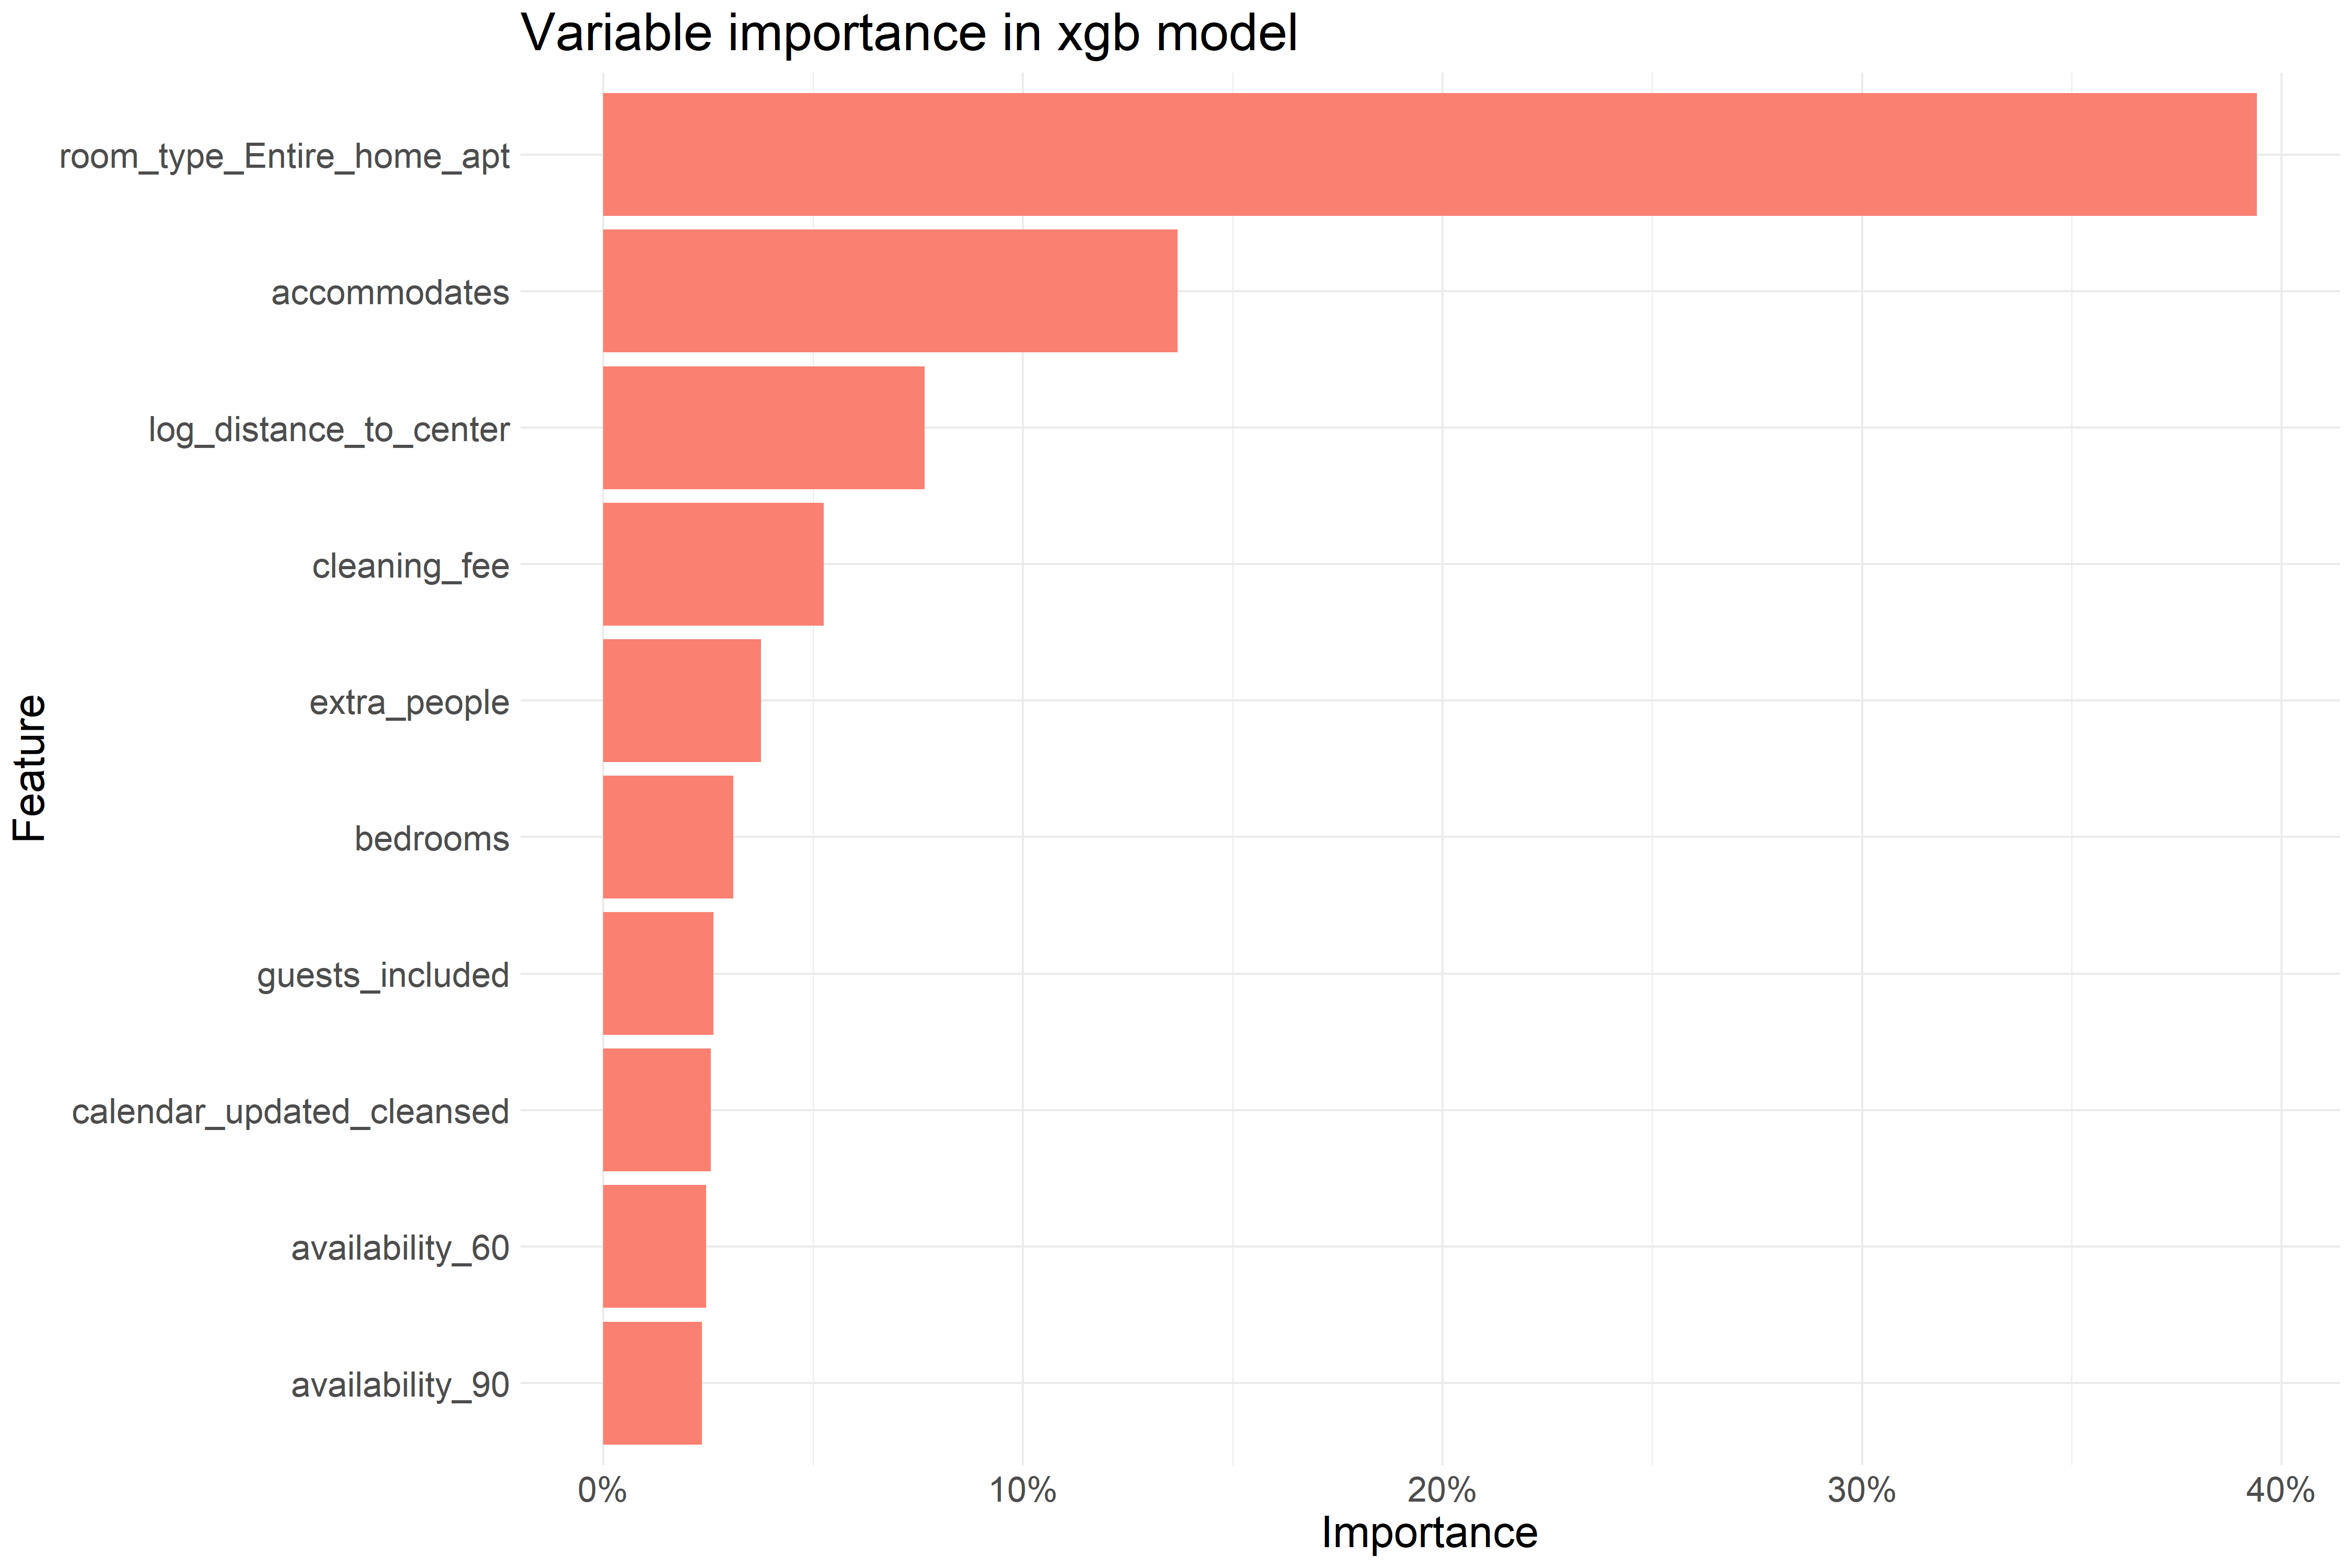 Variable importance in xgb model
room_type_Entire_home_apt
accommodates
log_distance_to_center
cleaning_fee
extra_people
bedrooms
guests_included
calendar_updated_cleansed
availability_60
availability_90
Feature
0% 10% 20% 30% 40%
Importance